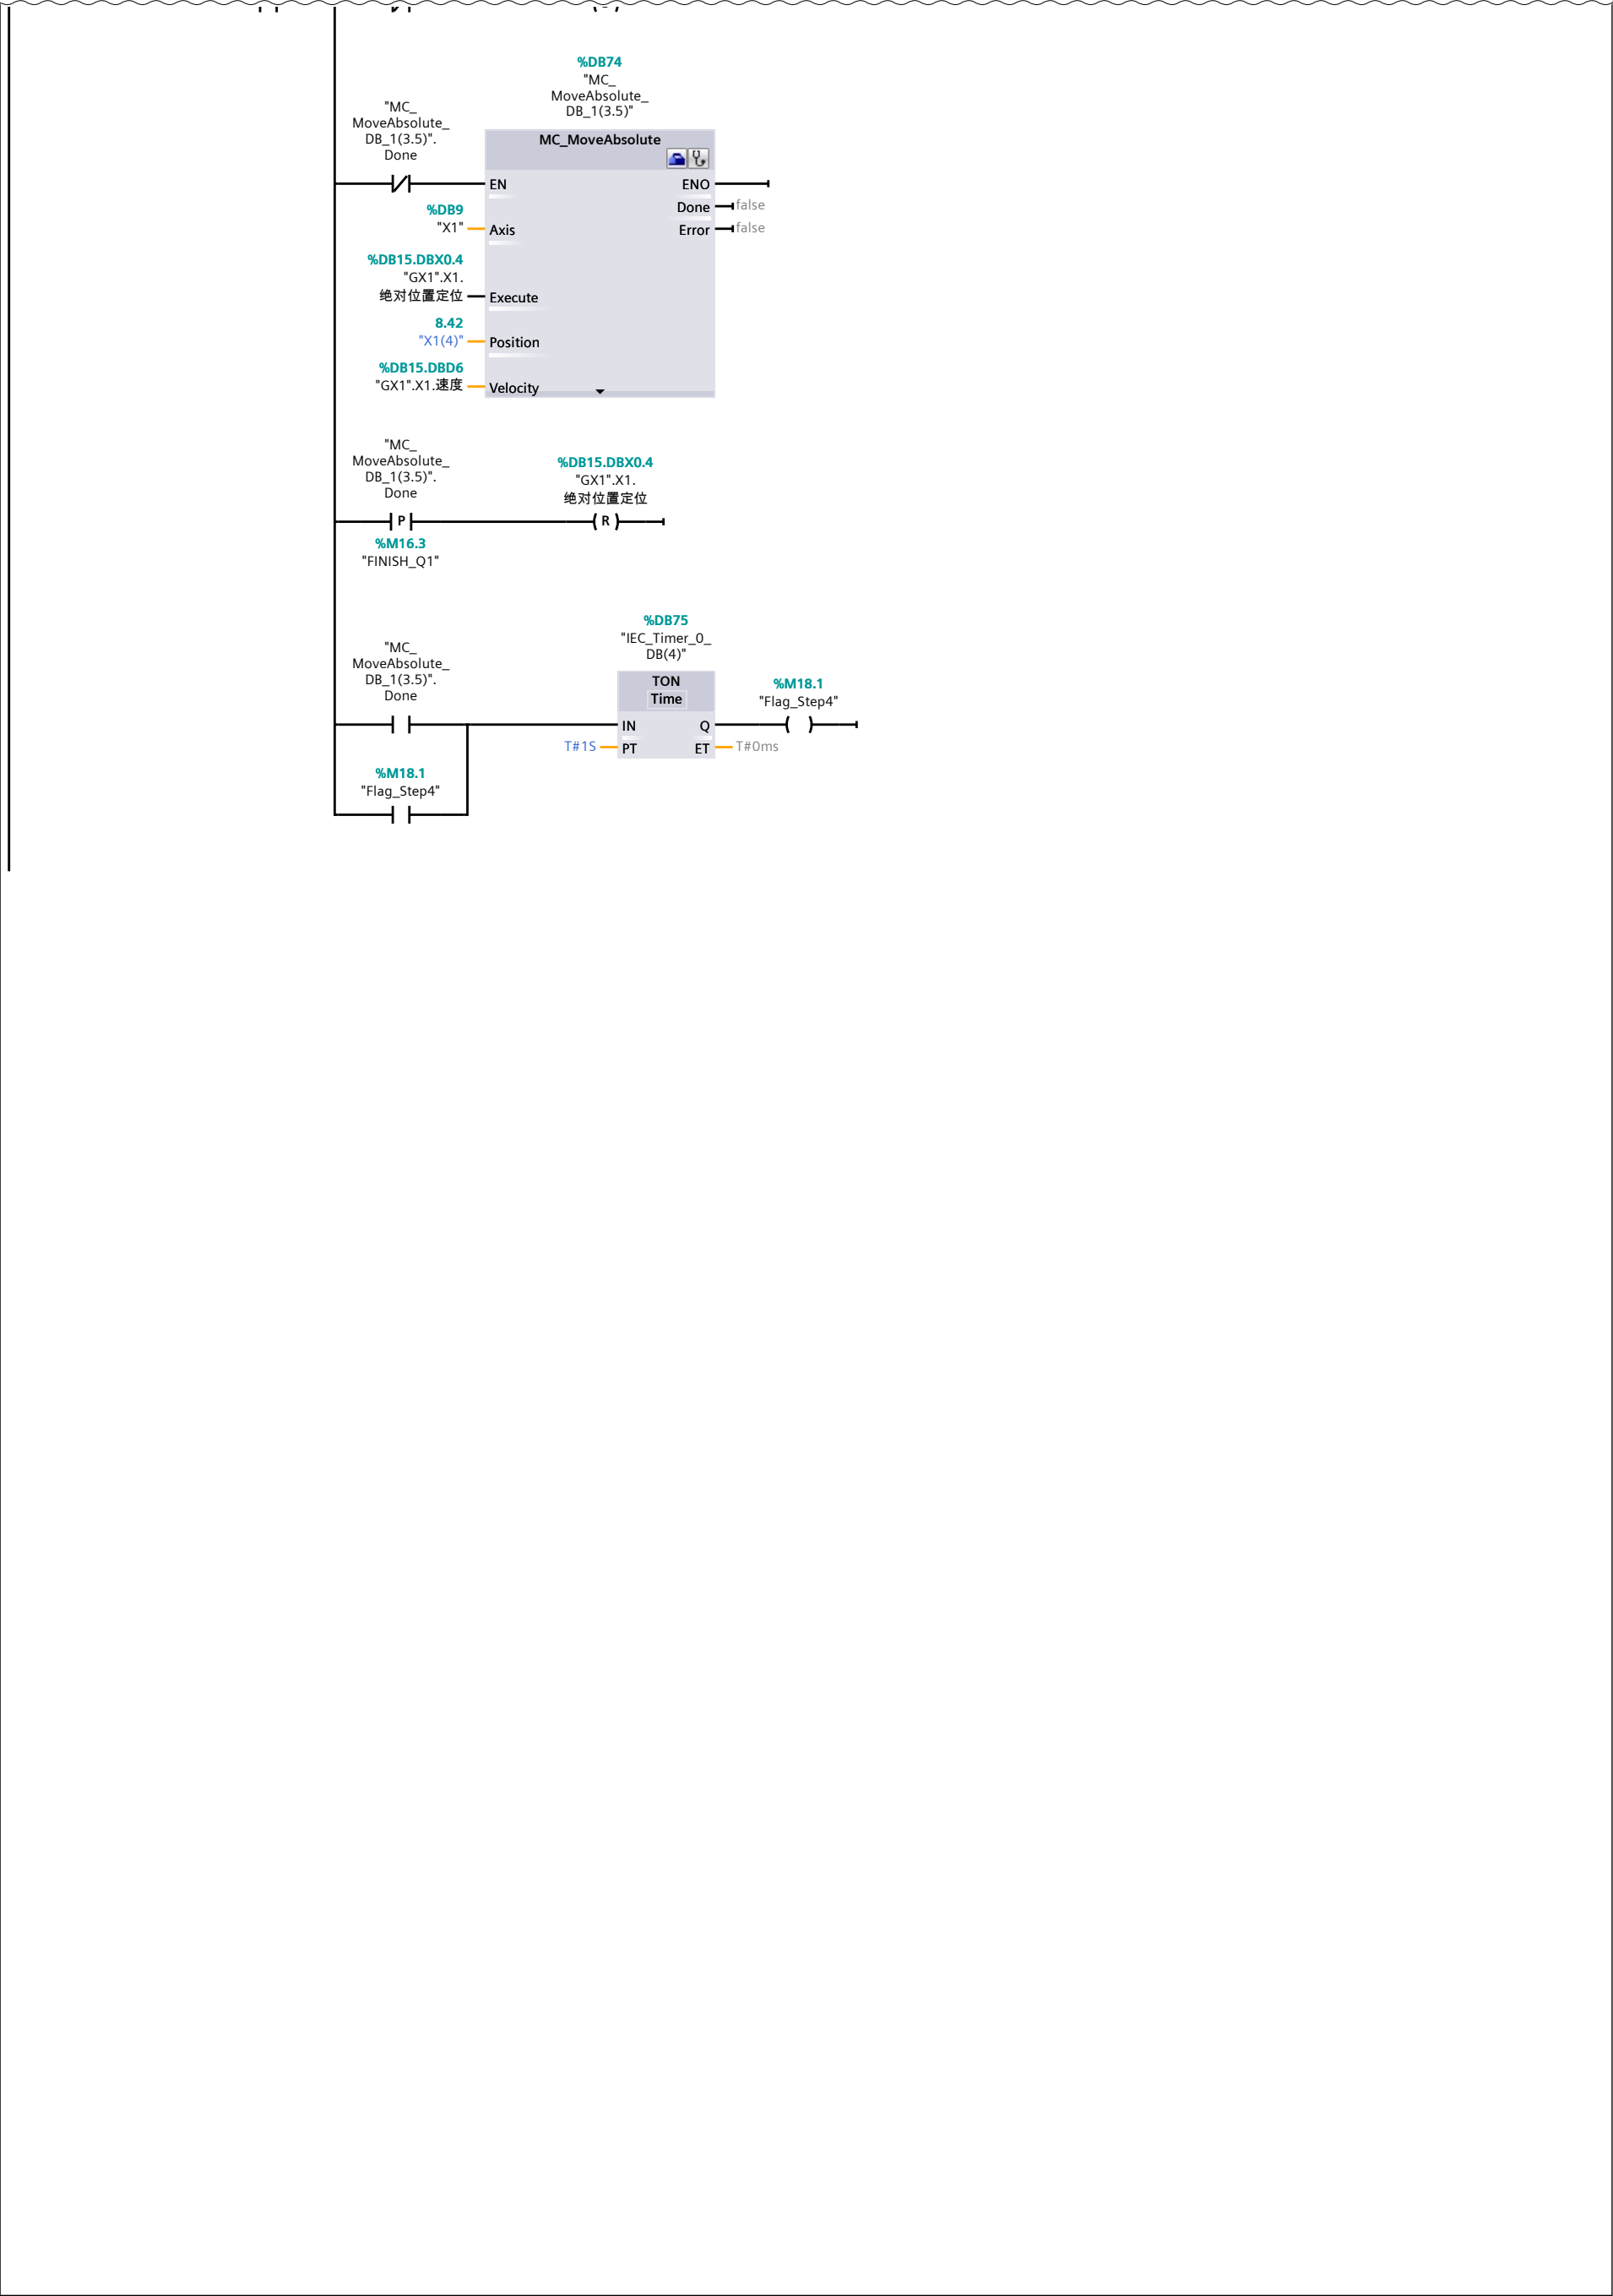 %DB74
"MC_
MoveAbsolute_
DB_1(3.5)"
"MC_
MoveAbsolute_
DB_1(3.5)".
Done
MC_MoveAbsolute
EN
ENO
Done
false
%DB9
"X1"
Axis
Error
false
%DB15.DBX0.4
"GX1".X1.
绝对位置定位
Execute
8.42
"X1(4)"
Position
%DB15.DBD6
"GX1".X1.速度
Velocity
"MC_
MoveAbsolute_
DB_1(3.5)".
Done
%DB15.DBX0.4
"GX1".X1.
绝对位置定位
P
R
%M16.3
"FINISH_Q1"
%DB75
"IEC_Timer_0_
DB(4)"
"MC_
MoveAbsolute_
DB_1(3.5)".
Done
TON
Time
%M18.1
"Flag_Step4"
IN
Q
T#1S
PT
ET
T#0ms
%M18.1
"Flag_Step4"